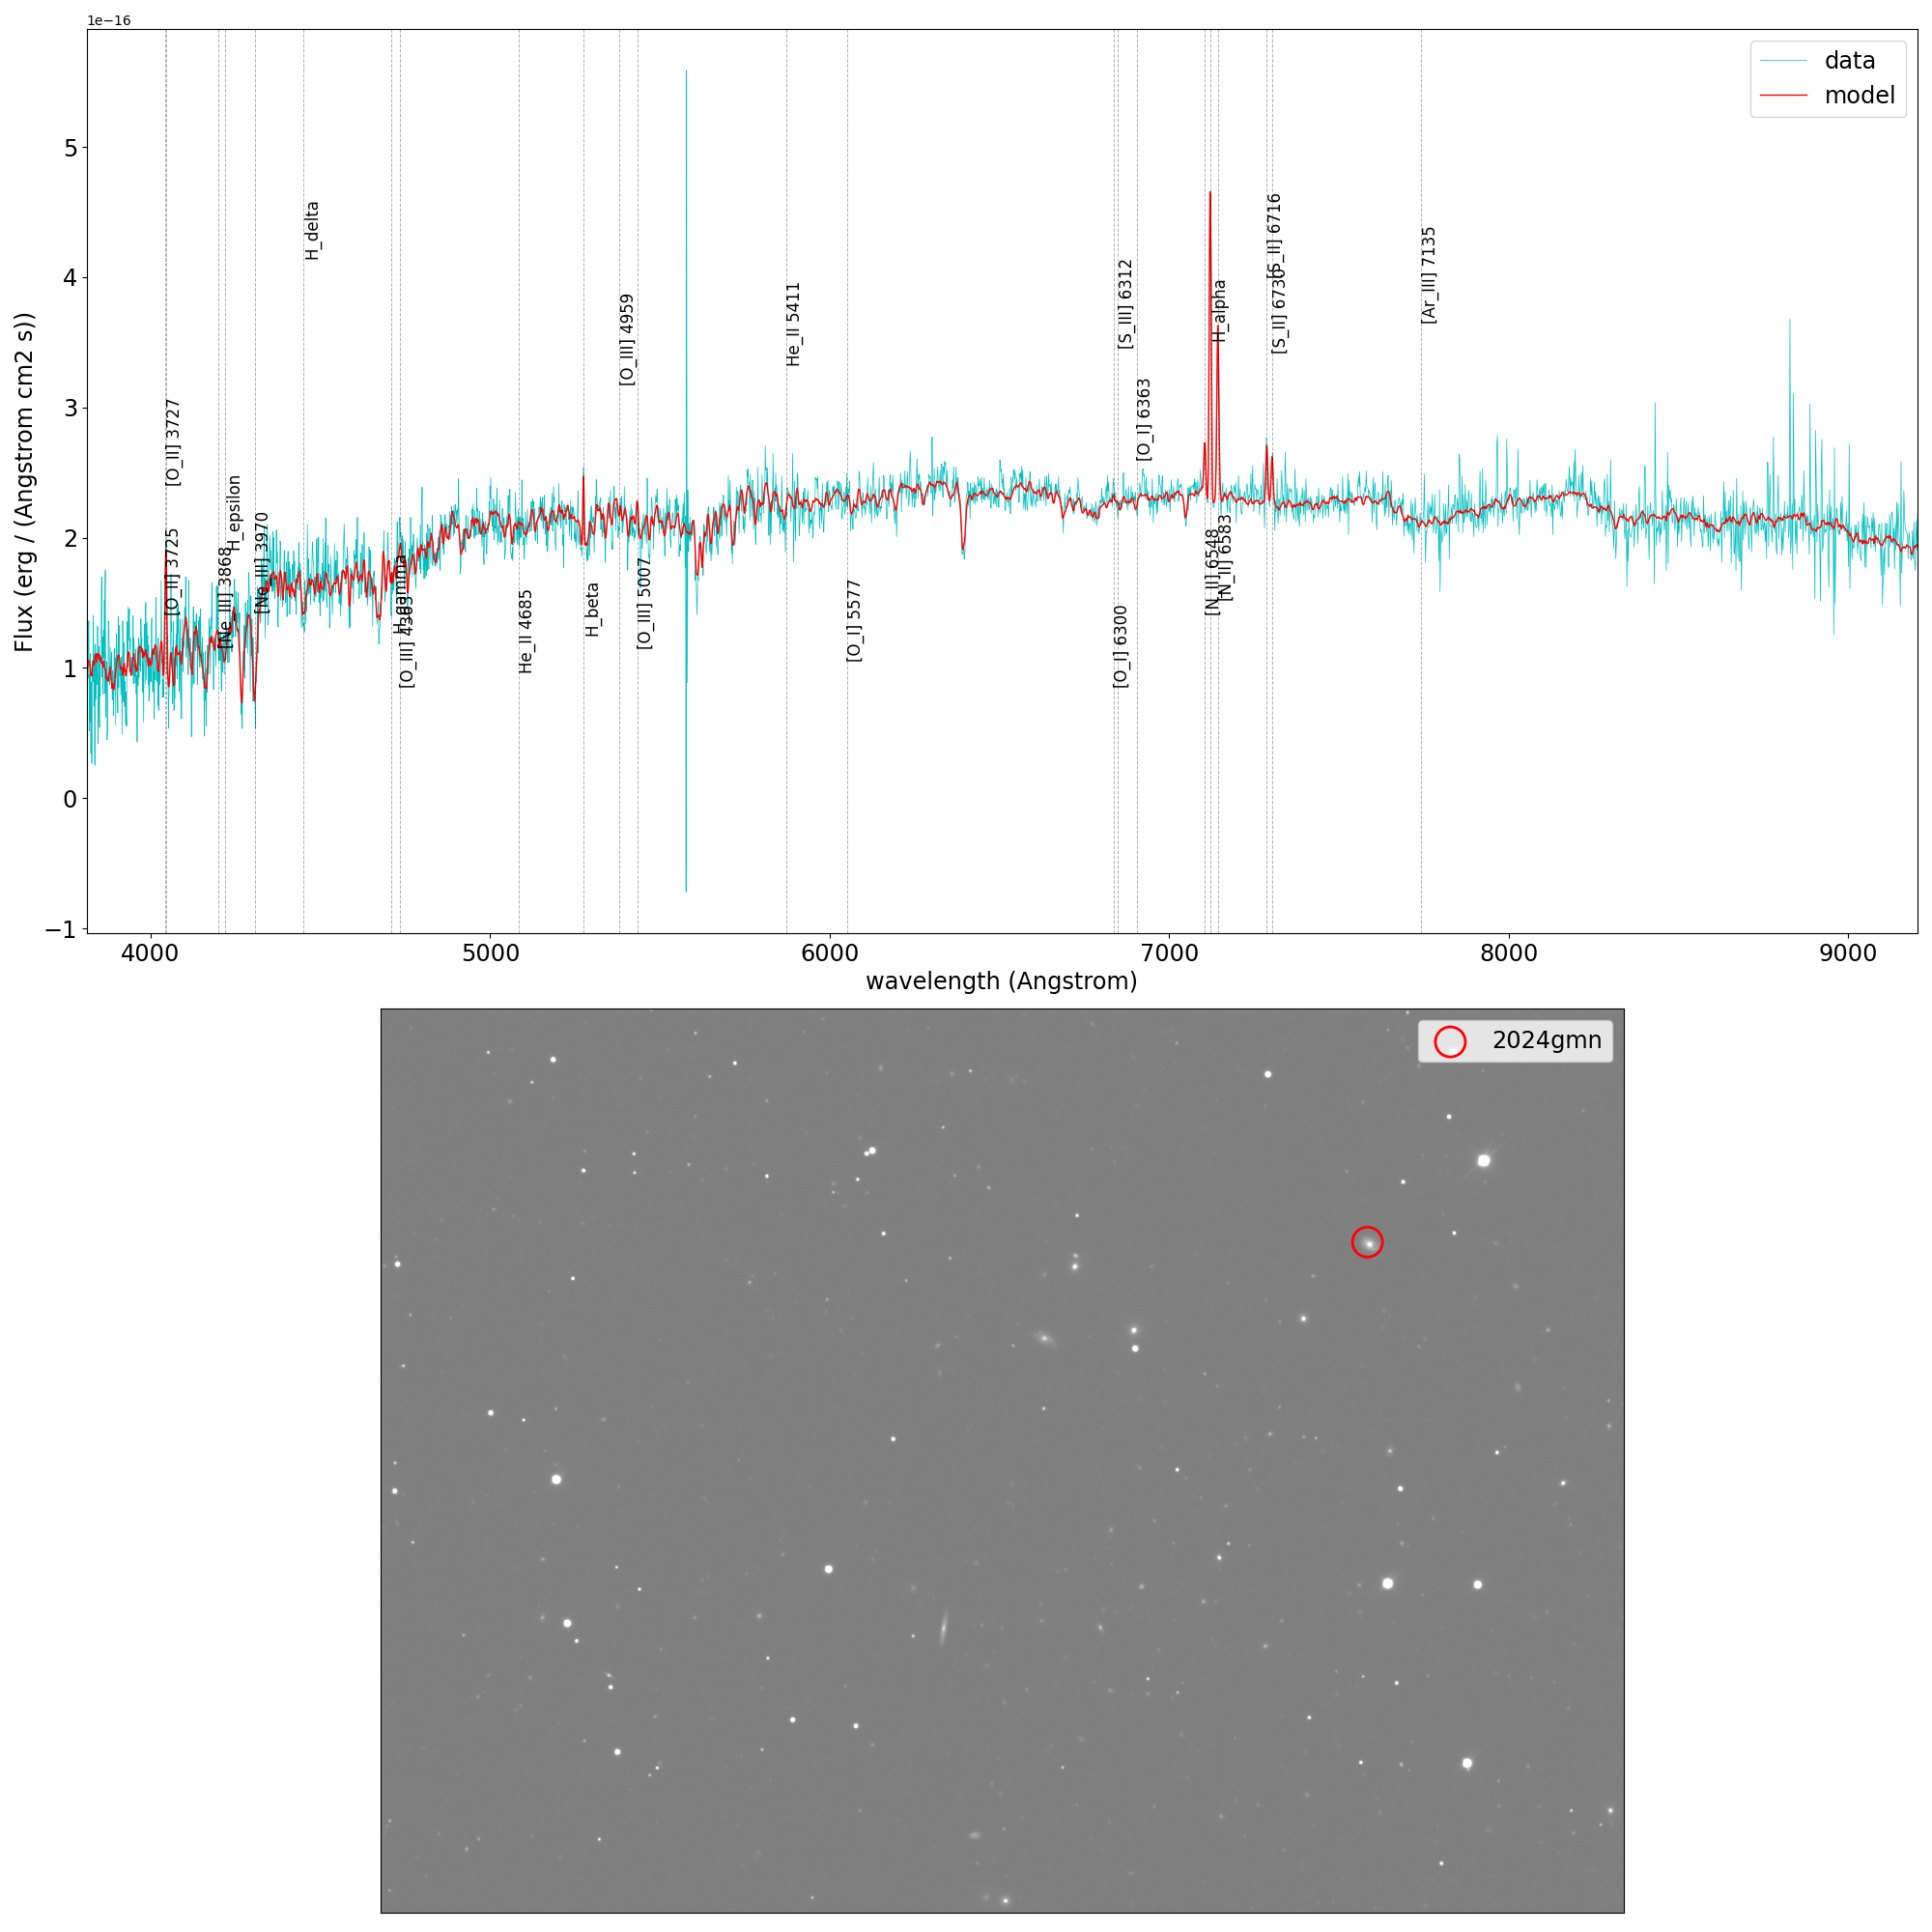 1e−16
Flux (erg / (Angstrom cm2 s))
5
4
3
2
1
0
−1
data
model
[O_II] 3727
[O_II] 3725
[Ne_III] 3868
H_epsilon
[Ne_III] 3970
H_delta
H_gamma
[O_III] 4363
He_II 4685
H_beta
[O_III] 4959
[O_III] 5007
He_II 5411
[O_I] 5577
[O_I] 6300
[S_III] 6312
[O_I] 6363
[N_II] 6548
H_alpha
[N_II] 6583
[S_II] 6716
[S_II] 6730
[Ar_III] 7135
4000 5000 6000 7000 8000 9000
wavelength (Angstrom)
2024gmn